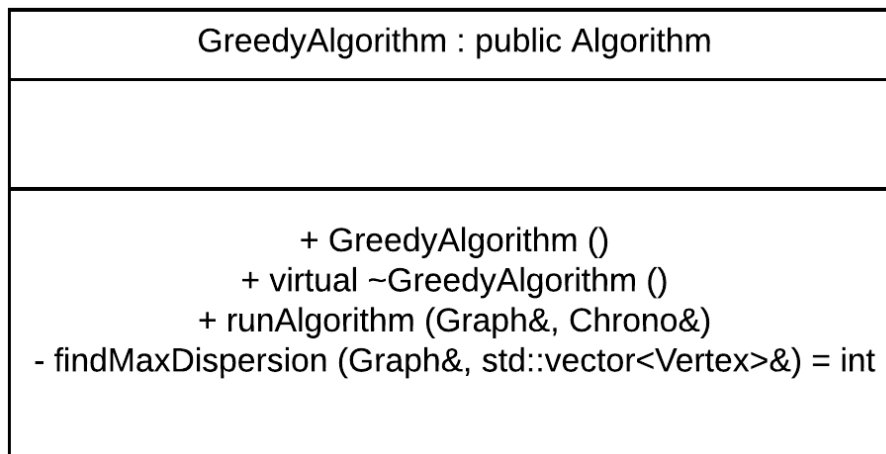 GreedyAlgorithm : public Algorithm
+ GreedyAlgorithm ()
+ virtual ~GreedyAlgorithm ()
+ runAlgorithm (Graph&, Chrono&)
- findMaxDispersion (Graph&, std::vector<Vertex>&) = int